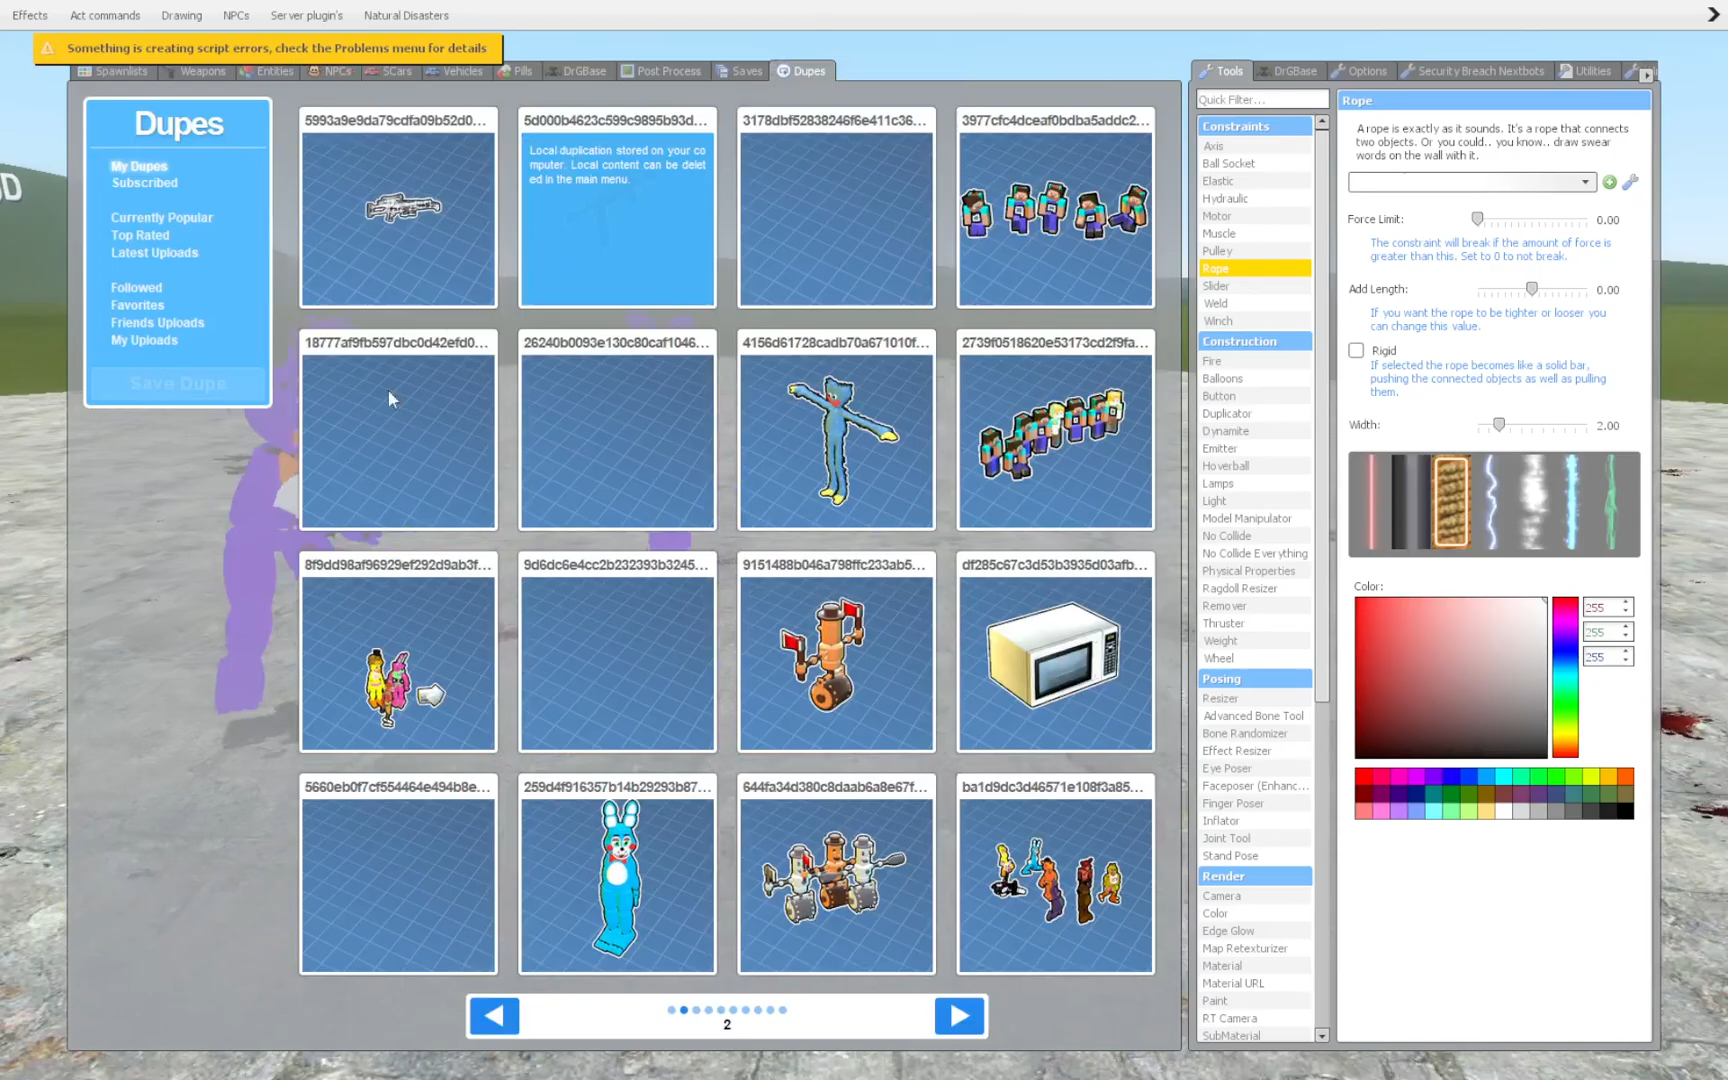 Effects Act commands Drawing NPCs Server plugin's Natural Disasters
Something is creating script errors, check the Problems menu for details
Spawnlists Weapons Entities NPCs SCars Vehicles Pills DrGBase Post Process Saves Dupes
Dupes
My Dupes
Subscribed
Currently Popular
Top Rated
Latest Uploads
Followed
Favorites
Friends Uploads
My Uploads
Save Dupe
5993a9e9da79cdfa09b52d0...
5d000b4623c599c9895b93d...
3178dbf52838246f6e411c36...
3977cfc4dceaf0bdba5addc2...
Local duplication stored on your co
mputer. Local content can be delet
ed in the main menu.
18777af9fb597dbc0d42efd0...
26240b0093e130c80caf1046...
4156d61728cadb70a671010f...
2739f0518620e53173cd2f9fa...
8f9dd98af96929ef292d9ab3f...
9d6dc6e4cc2b232393b3245...
9151488b046a798ffc233ab5...
df285c67c3d53b3935d03afb...
5660eb0f7cf554464e494b8e...
259d4f916357b14b29293b87...
644fa34d380c8daab6a8e67f...
ba1d9dc3d46571e108f3a85...
2
Tools DrGBase Options Security Breach Nextbots Utilities
Quick Filter...
Constraints
Axis
Ball Socket
Elastic
Hydraulic
Motor
Muscle
Pulley
Rope
Slider
Weld
Winch
Construction
Fire
Balloons
Button
Duplicator
Dynamite
Emitter
Hoverball
Lamps
Light
Model Manipulator
No Collide
No Collide Everything
Physical Properties
Ragdoll Resizer
Remover
Thruster
Weight
Wheel
Posing
Resizer
Advanced Bone Tool
Bone Randomizer
Effect Resizer
Eye Poser
Faceposer (Enhanc...
Finger Poser
Inflator
Joint Tool
Stand Pose
Render
Camera
Color
Edge Glow
Map Retexturizer
Material
Material URL
Paint
RT Camera
SubMaterial
Rope
A rope is exactly as it sounds. It's a rope that connects
two objects. Or you could.. you know.. draw swear
words on the wall with it.
Force Limit: 0.00
The constraint will break if the amount of force is
greater than this. Set to 0 to not break.
Add Length: 0.00
If you want the rope to be tighter or looser you
can change this value.
Rigid
If selected the rope becomes like a solid bar,
pushing the connected objects as well as pulling
them.
Width: 2.00
Color:
255
255
255